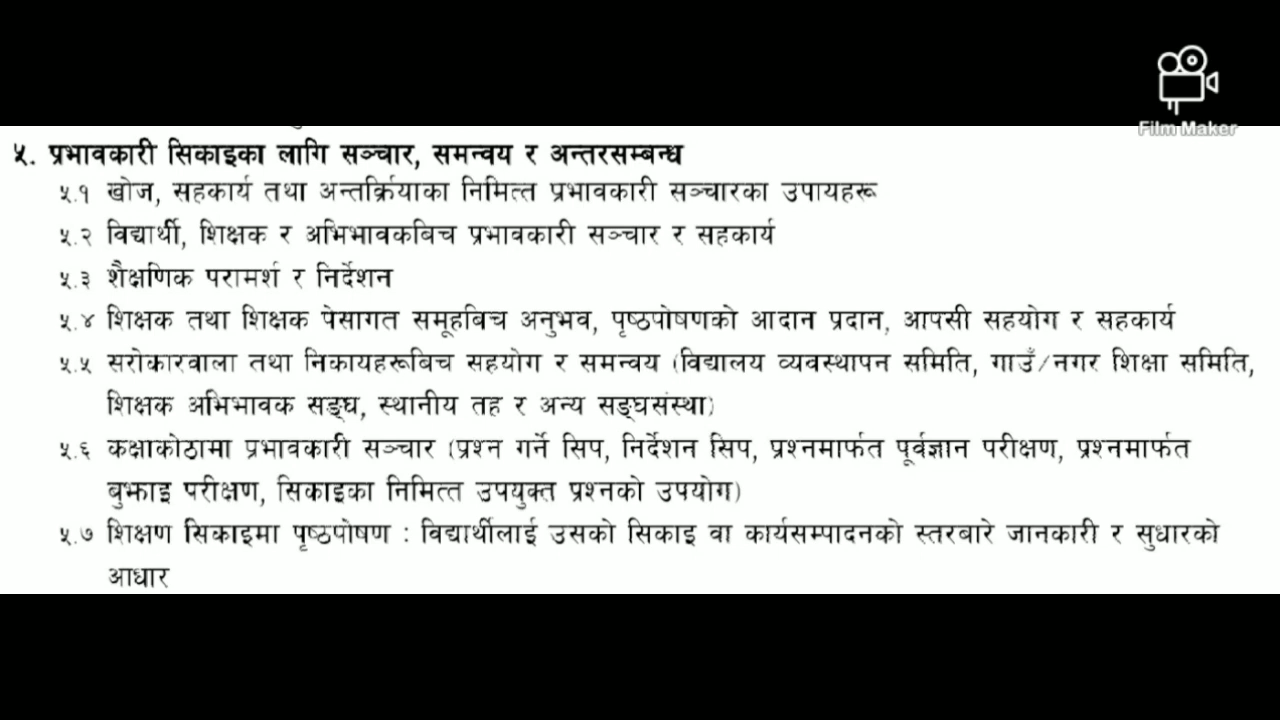 Film Maker
५. प्रभावकारी सिकाइका लागि सञ्चार, समन्वय र अन्तरसम्बन्ध
५.१ खोज, सहकार्य तथा अन्तर्क्रियाका निमित्त प्रभावकारी सञ्चारका उपायहरू
५.२ विद्यार्थी, शिक्षक र अभिभावकबिच प्रभावकारी सञ्चार र सहकार्य
५.३ शैक्षणिक परामर्श र निर्देशन
५.४ शिक्षक तथा शिक्षक पेसागत समूहबिच अनुभव, पृष्ठपोषणको आदान प्रदान, आपसी सहयोग र सहकार्य
५.५ सरोकारवाला तथा निकायहरूबिच सहयोग र समन्वय (विद्यालय व्यवस्थापन समिति, गाउँ/नगर शिक्षा समिति,
शिक्षक अभिभावक सङ्घ, स्थानीय तह र अन्य सङ्घसंस्था)
५.६ कक्षाकोठामा प्रभावकारी सञ्चार (प्रश्न गर्ने सिप, निर्देशन सिप, प्रश्नमार्फत पूर्वज्ञान परीक्षण, प्रश्नमार्फत
बुझाइ परीक्षण, सिकाइका निमित्त उपयुक्त प्रश्नको उपयोग)
५.७ शिक्षण सिकाइमा पृष्ठपोषण : विद्यार्थीलाई उसको सिकाइ वा कार्यसम्पादनको स्तरबारे जानकारी र सुधारको
आधार